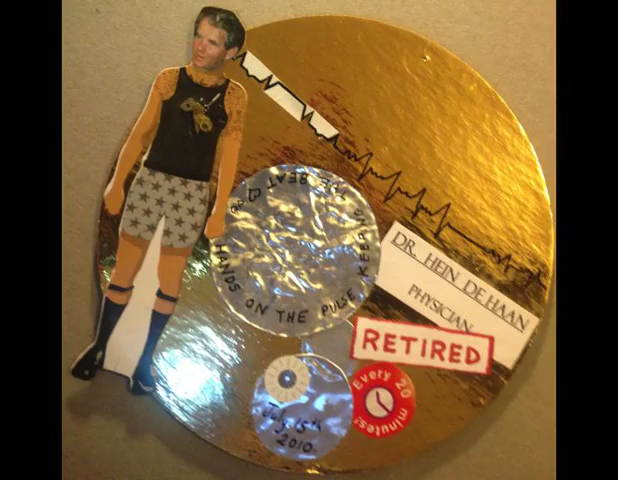 HANDS ON THE PULSE KEEPING THE BEAT
DR. HEIN DE HAAN
PHYSICIAN
RETIRED
Every 20 minutes!
July 15th
2010